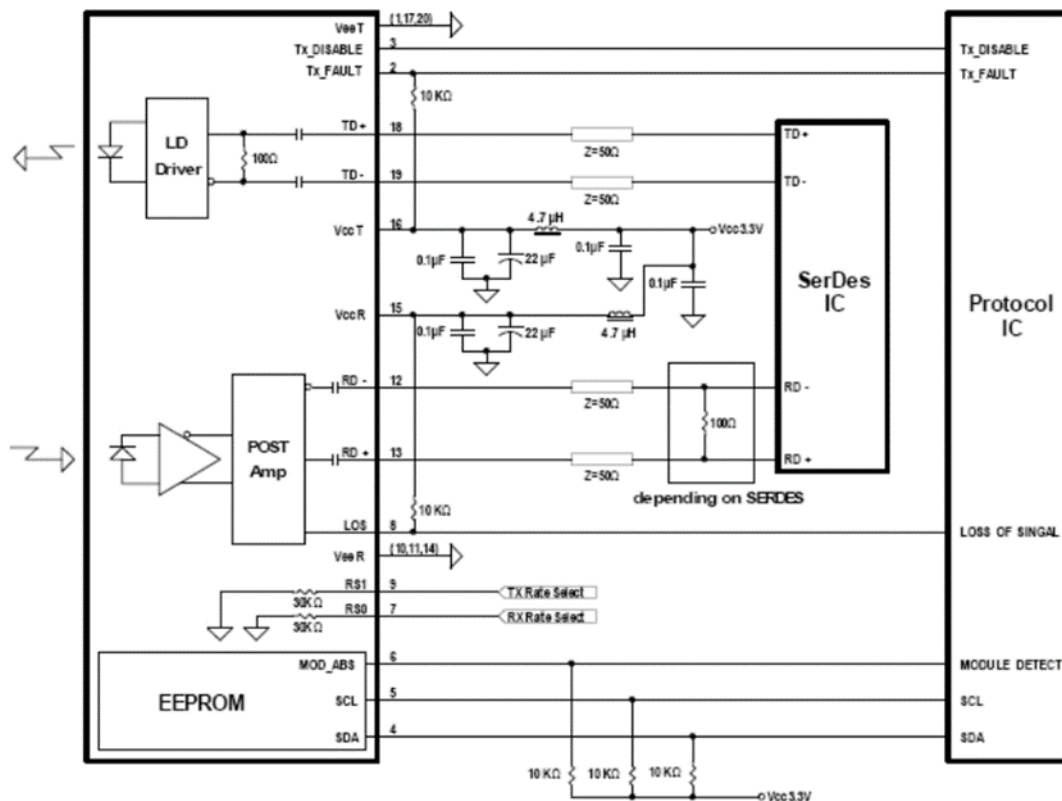 VeeT (1,17,20)
Tx_DISABLE 3 Tx_DISABLE
Tx_FAULT 2 Tx_FAULT
10 KΩ
LD
Driver
100Ω
TD+ 18 TD+
Z=50Ω
TD- 19 TD-
Z=50Ω
VccT 16
4.7 µH
Vcc3.3V
0.1µF
22 µF
0.1µF
0.1µF
SerDes
IC
Protocol
IC
VccR 15
0.1µF
22 µF
4.7 µH
RD - 12 RD -
Z=50Ω
100Ω
POST
Amp
RD + 13 RD +
Z=50Ω
depending on SERDES
10 KΩ
LOS 8 LOSS OF SINGAL
VeeR (10,11,14)
RS1 9 TX Rate Select
30KΩ
RS0 7 RX Rate Select
30KΩ
MOD_ABS 6 MODULE DETECT
EEPROM
SCL 5 SCL
SDA 4 SDA
10 KΩ 10 KΩ 10 KΩ
Vcc3.3V